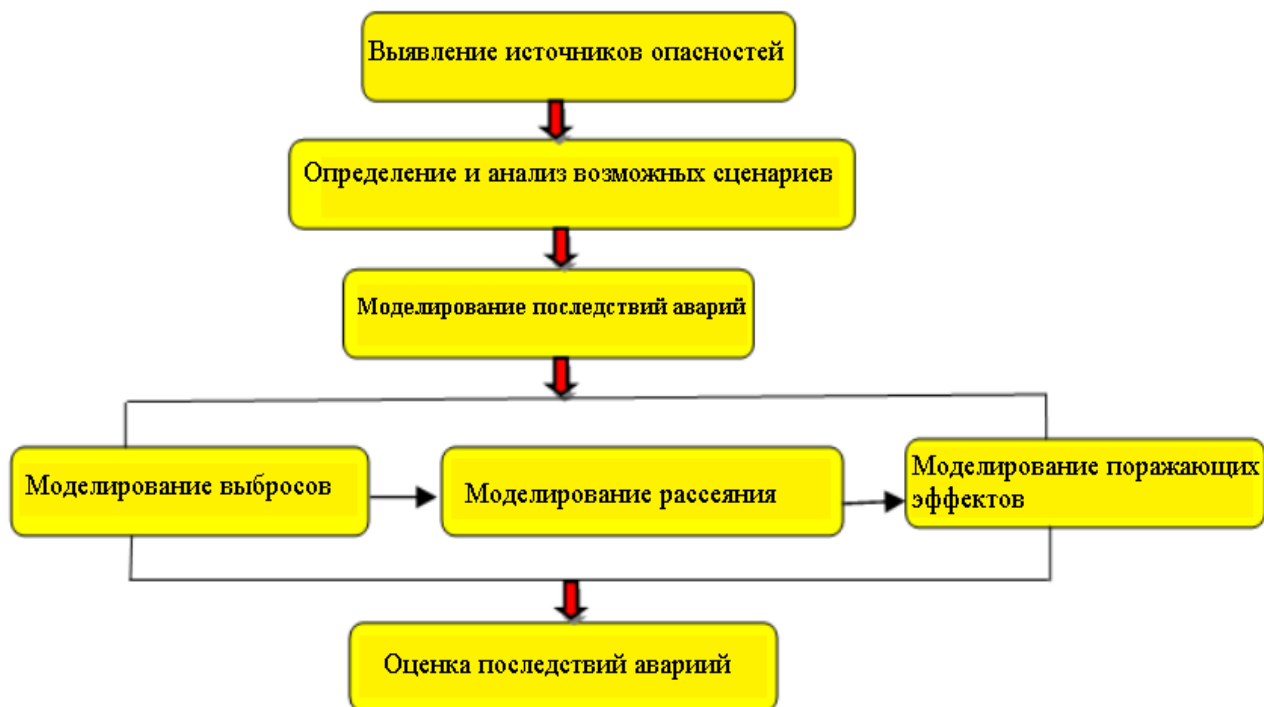 Выявление источников опасностей
Определение и анализ возможных сценариев
Моделирование последствий аварий
Моделирование выбросов
Моделирование рассеяния
Моделирование поражающих
эффектов
Оценка последствий авариий